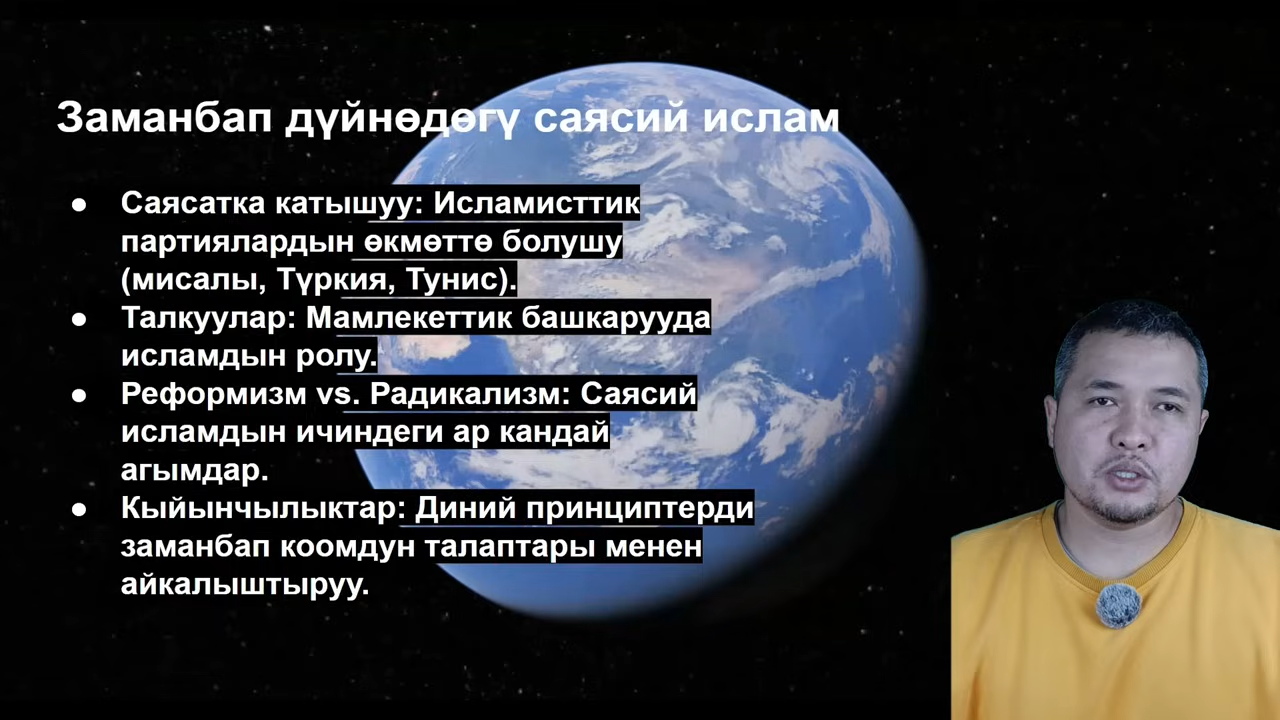 Заманбап дүйнөдөгү саясий ислам
● Саясатка катышуу: Исламисттик
партиялардын өкмөттө болушу
(мисалы, Түркия, Тунис).
● Талкуулар: Мамлекеттик башкарууда
исламдын ролу.
● Реформизм vs. Радикализм: Саясий
исламдын ичиндеги ар кандай
агымдар.
● Кыйынчылыктар: Диний принциптерди
заманбап коомдун талаптары менен
айкалыштыруу.